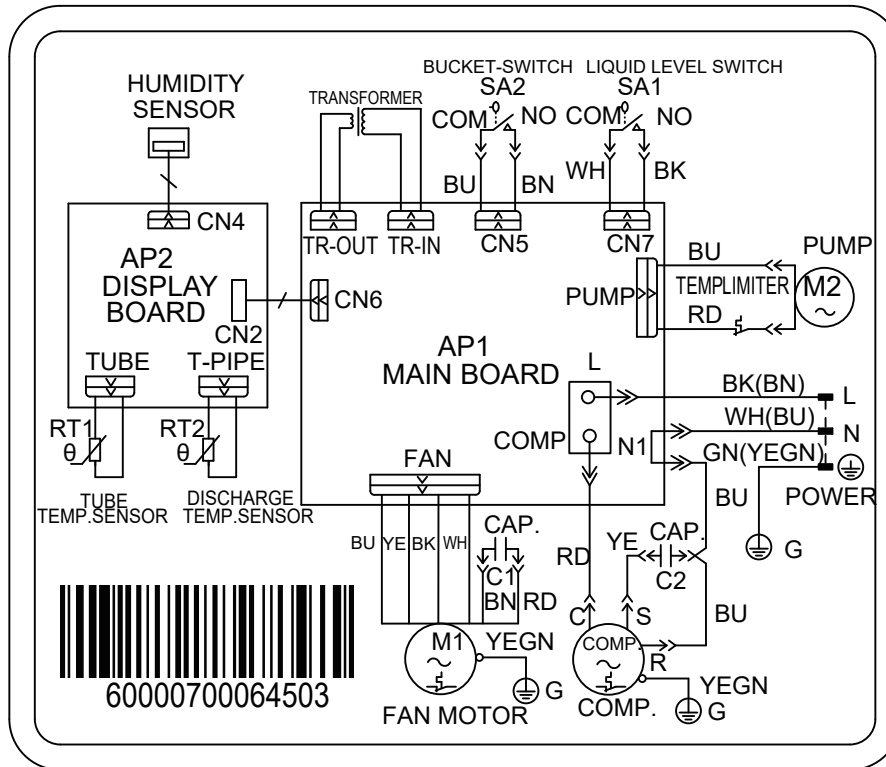 BUCKET-SWITCH LIQUID LEVEL SWITCH
SA2 SA1
HUMIDITY
SENSOR
TRANSFORMER
COM NO COM NO
BU BN WH BK
CN4
TR-OUT TR-IN CN5 CN7
AP2
DISPLAY
BOARD
CN2
CN6
BU PUMP
PUMP TEMPLIMITER M2
RD
TUBE T-PIPE
AP1
MAIN BOARD
L
COMP
BK(BN) L
WH(BU) N
N1 GN(YEGN)
POWER
BU
G
RT1 θ RT2 θ
TUBE
TEMP.SENSOR
DISCHARGE
TEMP.SENSOR
FAN
BU YE BK WH
CAP.
C1
BN RD
RD YE CAP.
C2
BU
C S
M1
YEGN
G
FAN MOTOR
COMP.
R
YEGN
G
COMP.
60000700064503